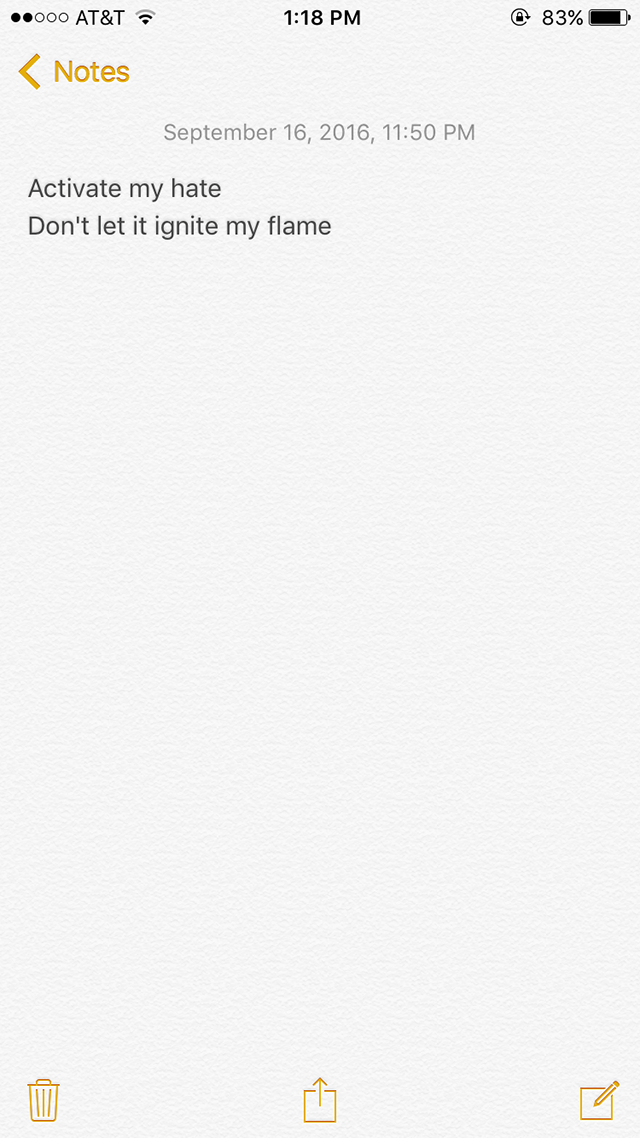 AT&T 1:18 PM 83%
Notes
September 16, 2016, 11:50 PM
Activate my hate
Don't let it ignite my flame